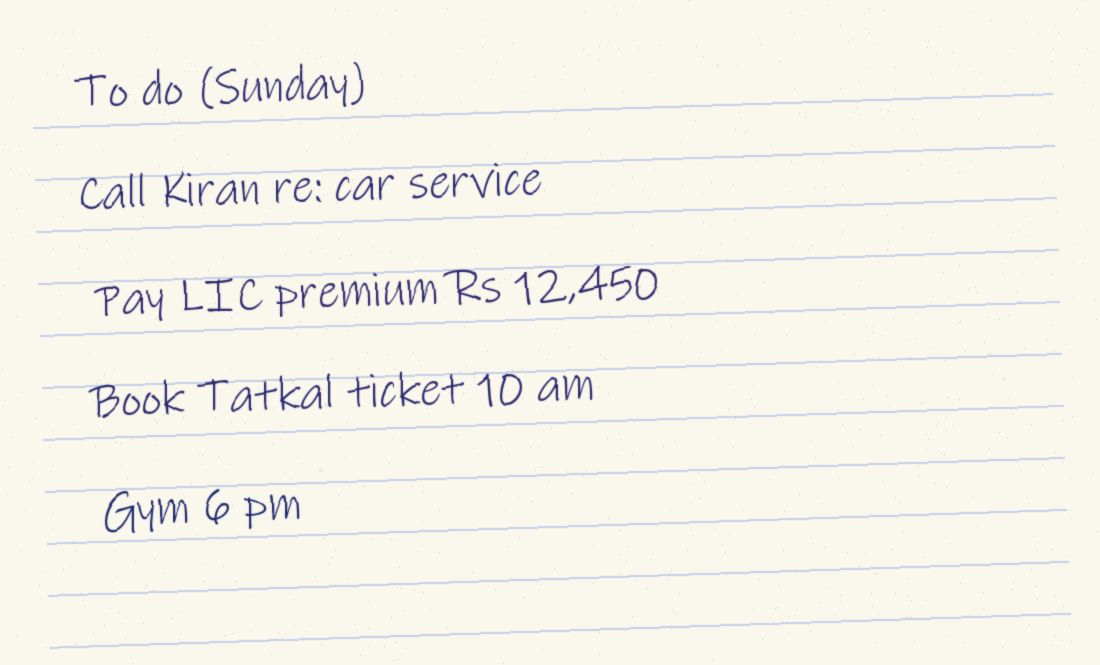 To do (Sunday)
Call Kiran re: car service
Pay LIC premium Rs 12,450
Book Tatkal ticket 10 am
Gym 6 pm